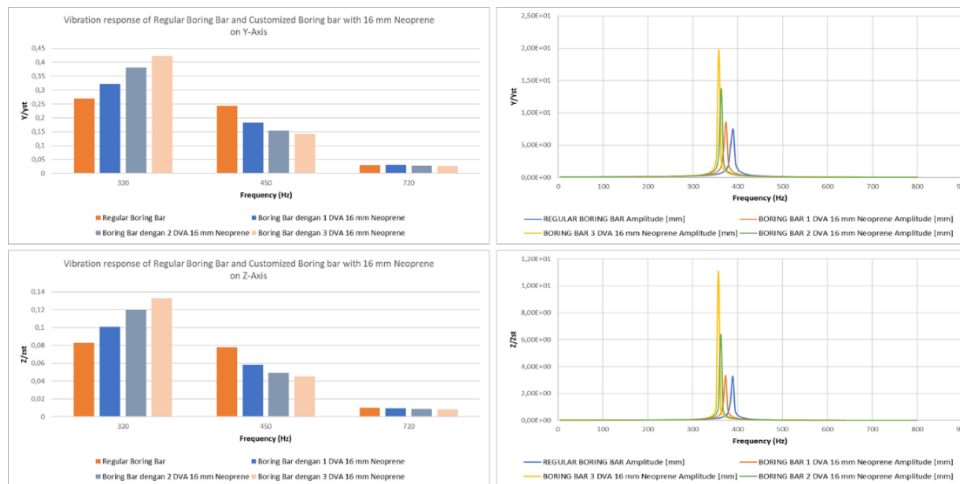 Vibration response of Regular Boring Bar and Customized Boring bar with 16 mm Neoprene
on Y-Axis
0,45
0,4
0,35
0,3
0,25
0,2
0,15
0,1
0,05
0
Y/yst
320 450 720
Frequency (Hz)
Regular Boring Bar Boring Bar dengan 1 DVA 16 mm Neoprene
Boring Bar dengan 2 DVA 16 mm Neoprene Boring Bar dengan 3 DVA 16 mm Neoprene
2,00E+01
1,50E+01
1,00E+01
5,00E+00
0,00E+00
Y/Yst
0 100 200 300 400 500 600 700 800
Frequency (Hz)
REGULAR BORING BAR Amplitude [mm] BORING BAR 1 DVA 16 mm Neoprene Amplitude [mm]
BORING BAR 3 DVA 16 mm Neoprene Amplitude [mm] BORING BAR 2 DVA 16 mm Neoprene Amplitude [mm]
Vibration response of Regular Boring Bar and Customized Boring bar with 16 mm Neoprene
on Z-Axis
0,14
0,12
0,1
0,08
0,06
0,04
0,02
0
Z/zst
320 450 720
Frequency (Hz)
Regular Boring Bar Boring Bar dengan 1 DVA 16 mm Neoprene
Boring Bar dengan 2 DVA 16 mm Neoprene Boring Bar dengan 3 DVA 16 mm Neoprene
1,20E+01
1,00E+01
8,00E+00
6,00E+00
4,00E+00
2,00E+00
0,00E+00
Z/Zst
0 100 200 300 400 500 600 700 800
Frequency (Hz)
REGULAR BORING BAR Amplitude [mm] BORING BAR 1 DVA 16 mm Neoprene Amplitude [mm]
BORING BAR 3 DVA 16 mm Neoprene Amplitude [mm] BORING BAR 2 DVA 16 mm Neoprene Amplitude [mm]